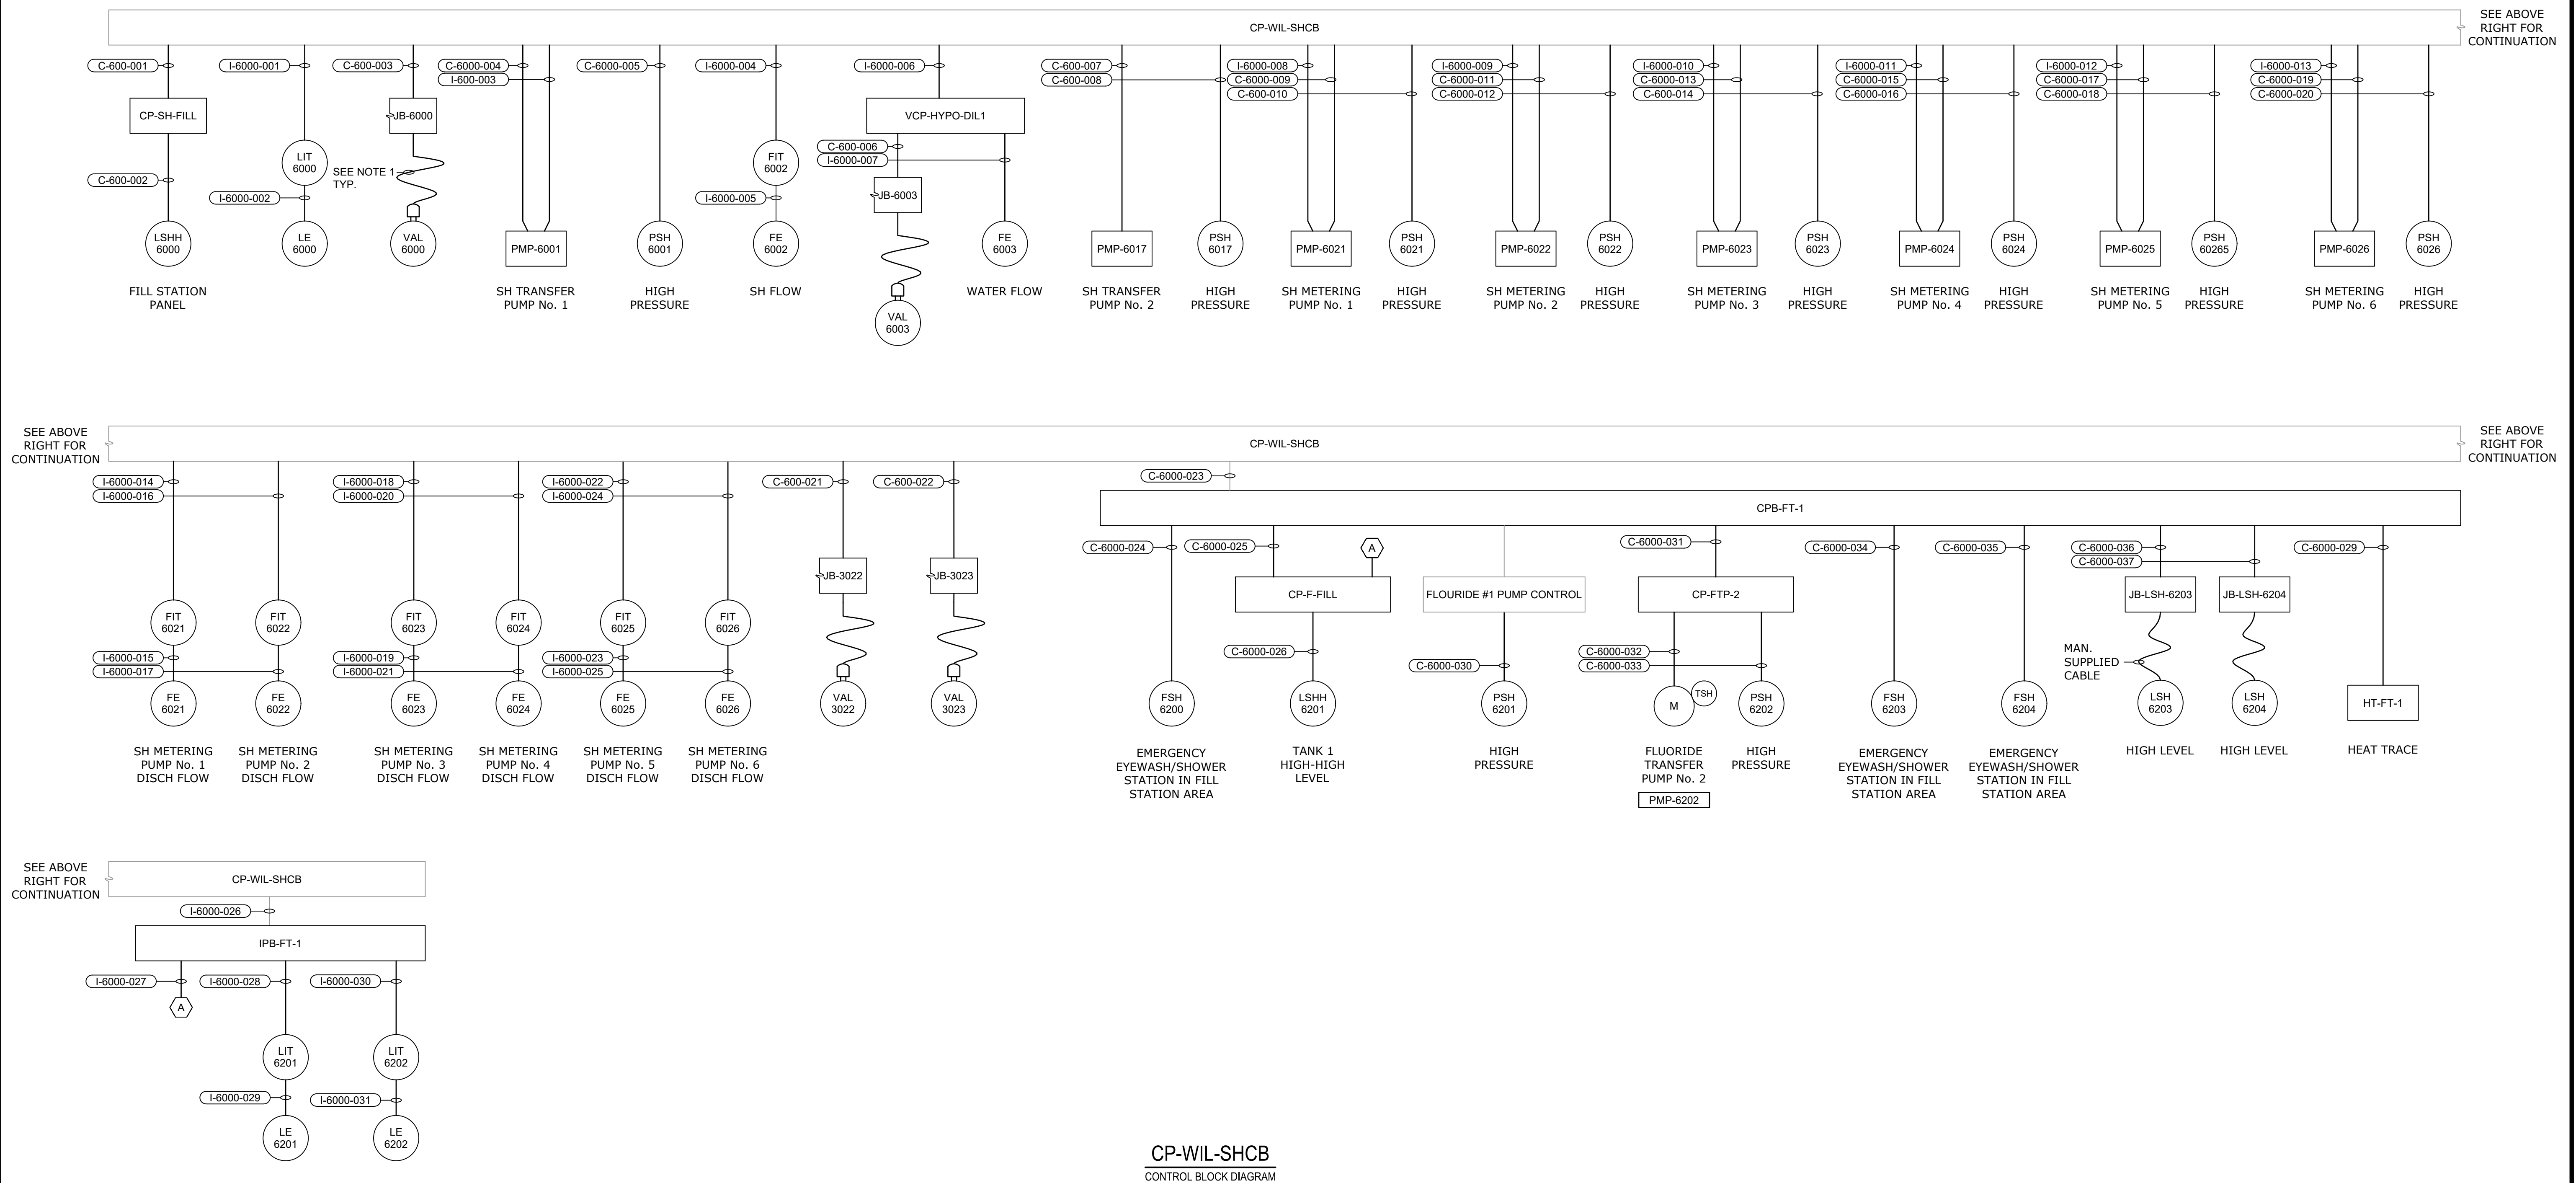 CP-WIL-SHCB
SEE ABOVE
RIGHT FOR
CONTINUATION
C-600-001
I-6000-001
C-600-003
C-6000-004
I-600-003
C-6000-005
I-6000-004
I-6000-006
C-600-007
C-600-008
I-6000-008
C-6000-009
C-600-010
I-6000-009
C-6000-011
C-6000-012
I-6000-010
C-6000-013
C-600-014
I-6000-011
C-6000-015
C-6000-016
I-6000-012
C-6000-017
C-6000-018
I-6000-013
C-6000-019
C-6000-020
CP-SH-FILL
JB-6000
VCP-HYPO-DIL1
C-600-002
LIT
6000
SEE NOTE 1
TYP.
I-6000-002
FIT
6002
I-6000-005
C-600-006
I-6000-007
JB-6003
LSHH
6000
LE
6000
VAL
6000
PMP-6001
PSH
6001
FE
6002
FE
6003
PMP-6017
PSH
6017
PMP-6021
PSH
6021
PMP-6022
PSH
6022
PMP-6023
PSH
6023
PMP-6024
PSH
6024
PMP-6025
PSH
60265
PMP-6026
PSH
6026
VAL
6003
FILL STATION
PANEL
SH TRANSFER
PUMP No. 1
HIGH
PRESSURE
SH FLOW
WATER FLOW
SH TRANSFER
PUMP No. 2
HIGH
PRESSURE
SH METERING
PUMP No. 1
HIGH
PRESSURE
SH METERING
PUMP No. 2
HIGH
PRESSURE
SH METERING
PUMP No. 3
HIGH
PRESSURE
SH METERING
PUMP No. 4
HIGH
PRESSURE
SH METERING
PUMP No. 5
HIGH
PRESSURE
SH METERING
PUMP No. 6
HIGH
PRESSURE
SEE ABOVE
RIGHT FOR
CONTINUATION
CP-WIL-SHCB
SEE ABOVE
RIGHT FOR
CONTINUATION
I-6000-014
I-6000-016
I-6000-018
I-6000-020
I-6000-022
I-6000-024
C-600-021
C-600-022
C-6000-023
CPB-FT-1
C-6000-024
C-6000-025
A
C-6000-031
C-6000-034
C-6000-035
C-6000-036
C-6000-037
C-6000-029
JB-3022
JB-3023
CP-F-FILL
FLOURIDE #1 PUMP CONTROL
CP-FTP-2
JB-LSH-6203
JB-LSH-6204
FIT
6021
FIT
6022
FIT
6023
FIT
6024
FIT
6025
FIT
6026
I-6000-015
I-6000-017
I-6000-019
I-6000-021
I-6000-023
I-6000-025
C-6000-026
C-6000-030
C-6000-032
C-6000-033
MAN.
SUPPLIED
CABLE
FE
6021
FE
6022
FE
6023
FE
6024
FE
6025
FE
6026
VAL
3022
VAL
3023
FSH
6200
LSHH
6201
PSH
6201
M
TSH
PSH
6202
FSH
6203
FSH
6204
LSH
6203
LSH
6204
HT-FT-1
SH METERING
PUMP No. 1
DISCH FLOW
SH METERING
PUMP No. 2
DISCH FLOW
SH METERING
PUMP No. 3
DISCH FLOW
SH METERING
PUMP No. 4
DISCH FLOW
SH METERING
PUMP No. 5
DISCH FLOW
SH METERING
PUMP No. 6
DISCH FLOW
EMERGENCY
EYEWASH/SHOWER
STATION IN FILL
STATION AREA
TANK 1
HIGH-HIGH
LEVEL
HIGH
PRESSURE
FLUORIDE
TRANSFER
PUMP No. 2
PMP-6202
HIGH
PRESSURE
EMERGENCY
EYEWASH/SHOWER
STATION IN FILL
STATION AREA
EMERGENCY
EYEWASH/SHOWER
STATION IN FILL
STATION AREA
HIGH LEVEL
HIGH LEVEL
HEAT TRACE
SEE ABOVE
RIGHT FOR
CONTINUATION
CP-WIL-SHCB
I-6000-026
IPB-FT-1
I-6000-027
I-6000-028
I-6000-030
A
LIT
6201
LIT
6202
I-6000-029
I-6000-031
LE
6201
LE
6202
CP-WIL-SHCB
CONTROL BLOCK DIAGRAM